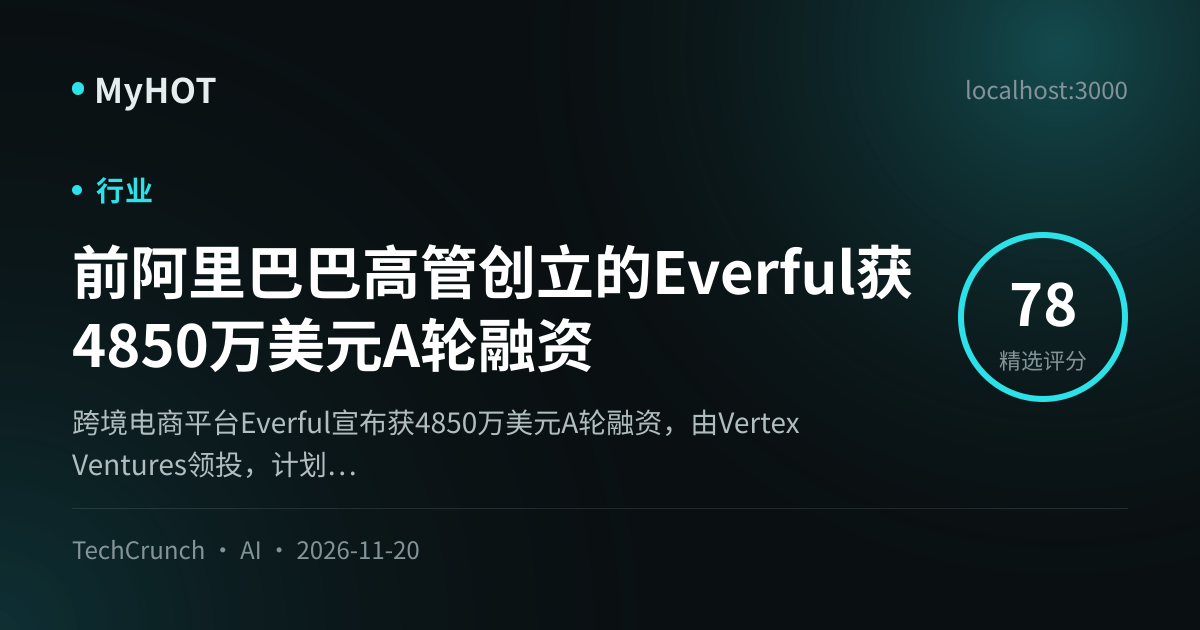 MyHOT
localhost:3000
行业
前阿里巴巴高管创立的Everful获
4850万美元A轮融资
78
精选评分
跨境电商平台Everful宣布获4850万美元A轮融资，由Vertex
Ventures领投，计划…
TechCrunch · AI · 2026-11-20